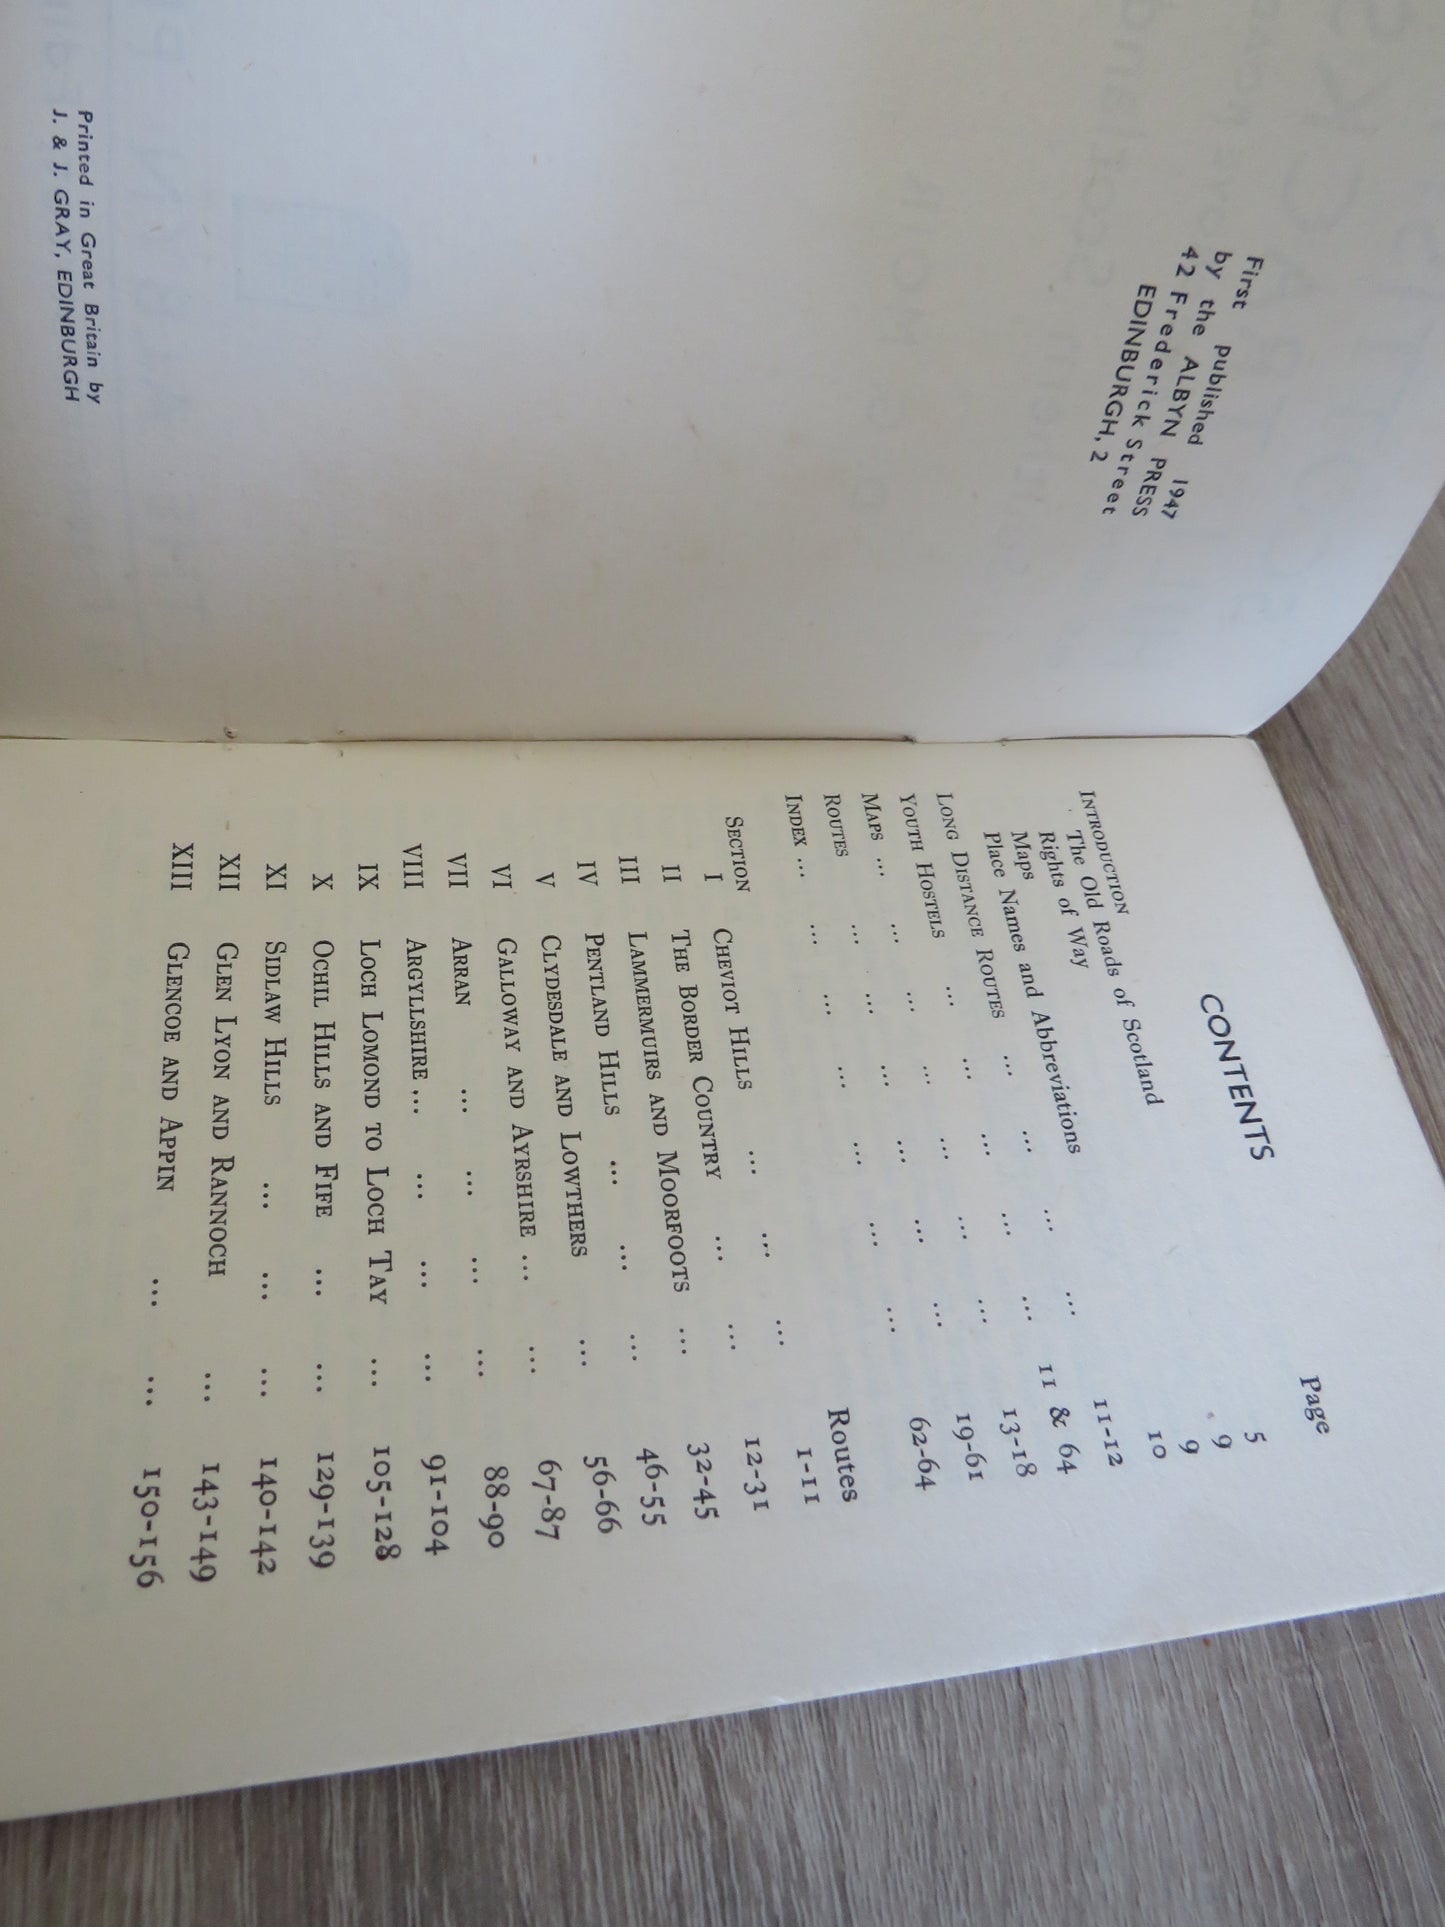 First published 1947
by the ALBYN PRESS
42 Frederick Street
EDINBURGH, 2
Printed in Great Britain by
J. & J. GRAY, EDINBURGH
CONTENTS
Page
INTRODUCTION
The Old Roads of Scotland 5
Rights of Way 9
Maps 9
Place Names and Abbreviations ... ... 10
LONG DISTANCE ROUTES ... ... ... ... 11-12
YOUTH HOSTELS ... ... ... ... ... 11 & 64
MAPS ... ... ... ... ... ... ... 13-18
ROUTES ... ... ... ... ... ... 19-61
INDEX ... ... ... ... ... ... ... 62-64
SECTION Routes
I CHEVIOT HILLS ... ... ... 1-11
II THE BORDER COUNTRY ... ... 12-31
III LAMMERMUIRS AND MOORFOOTS ... 32-45
IV PENTLAND HILLS ... ... ... 46-55
V CLYDESDALE AND LOWTHERS ... 56-66
VI GALLOWAY AND AYRSHIRE ... ... 67-87
VII ARRAN ... ... ... ... 88-90
VIII ARGYLLSHIRE ... ... ... ... 91-104
IX LOCH LOMOND TO LOCH TAY ... 105-128
X OCHIL HILLS AND FIFE ... ... 129-139
XI SIDLAW HILLS ... ... ... 140-142
XII GLEN LYON AND RANNOCH ... 143-149
XIII GLENCOE AND APPIN ... ... 150-156